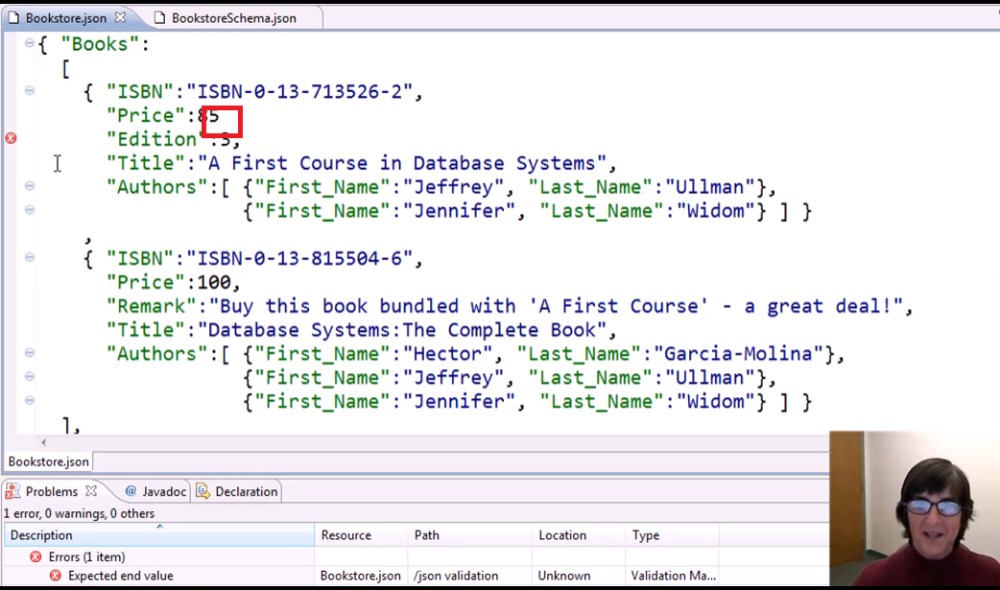 Bookstore.json BookstoreSchema.json
{ "Books":
[
{ "ISBN":"ISBN-0-13-713526-2",
"Price":85
"Edition":3,
"Title":"A First Course in Database Systems",
"Authors":[ {"First_Name":"Jeffrey", "Last_Name":"Ullman"},
{"First_Name":"Jennifer", "Last_Name":"Widom"} ] }
,
{ "ISBN":"ISBN-0-13-815504-6",
"Price":100,
"Remark":"Buy this book bundled with 'A First Course' - a great deal!",
"Title":"Database Systems:The Complete Book",
"Authors":[ {"First_Name":"Hector", "Last_Name":"Garcia-Molina"},
{"First_Name":"Jeffrey", "Last_Name":"Ullman"},
{"First_Name":"Jennifer", "Last_Name":"Widom"} ] }
],
Bookstore.json
Problems @ Javadoc Declaration
1 error, 0 warnings, 0 others
Description Resource Path Location Type
Errors (1 item)
Expected end value Bookstore.json /json validation Unknown Validation Ma...